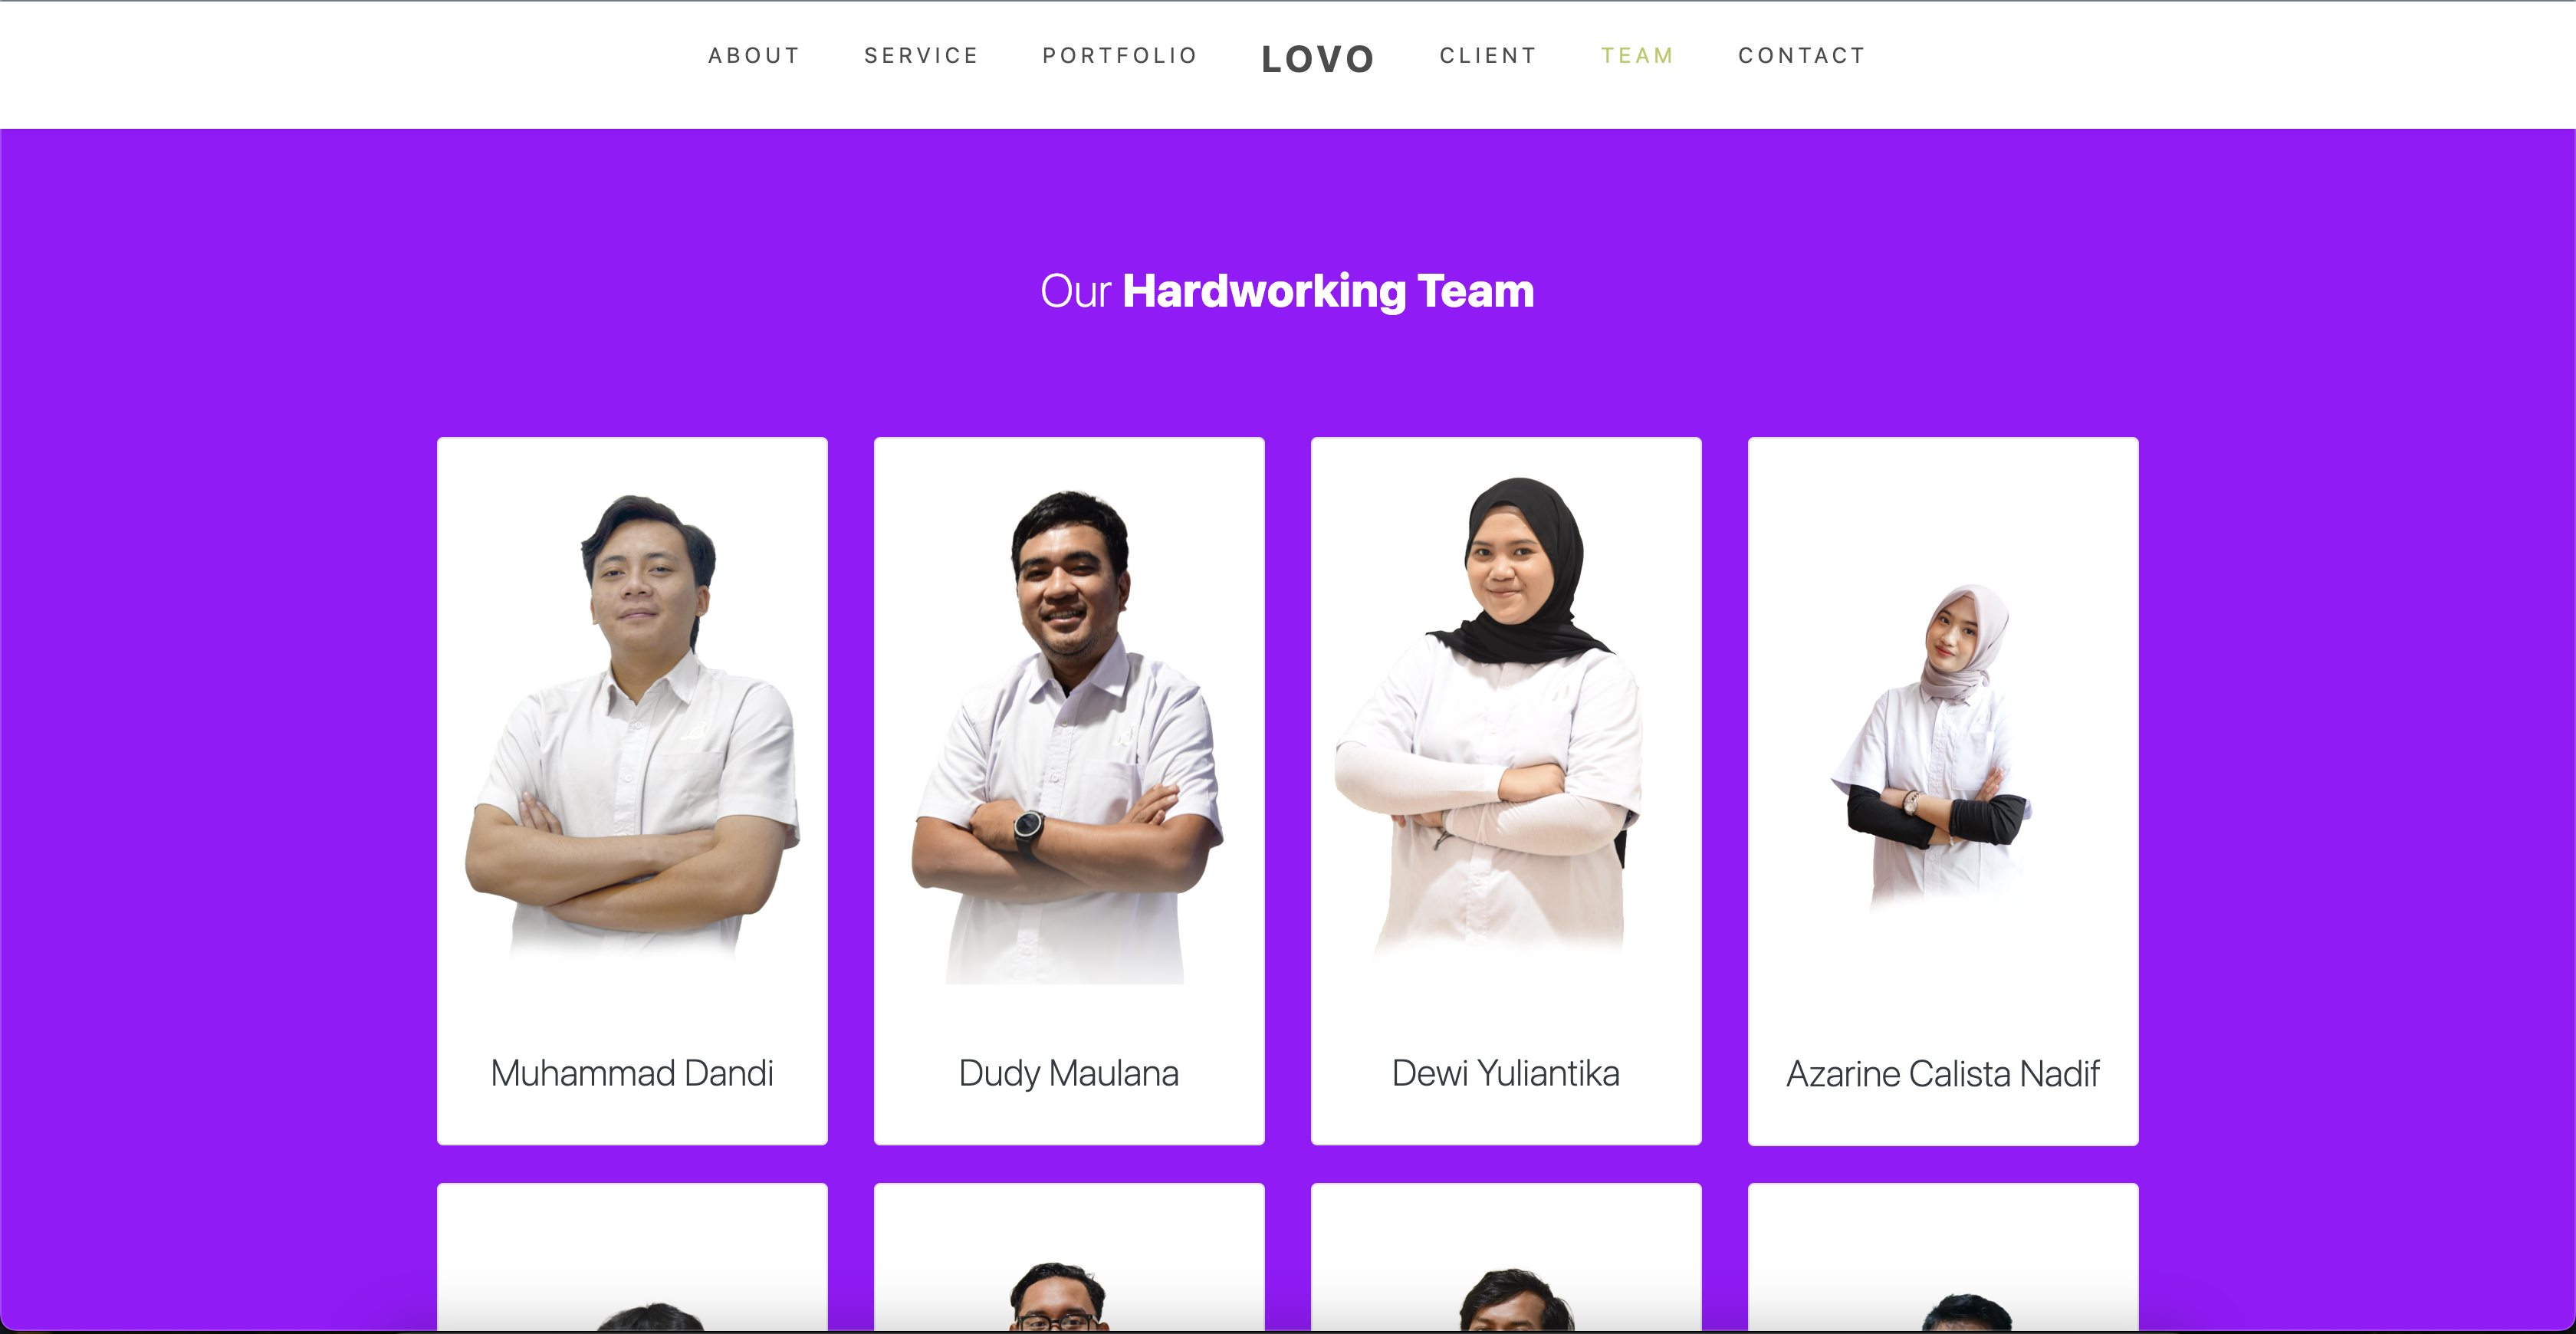 ABOUT SERVICE PORTFOLIO LOVO CLIENT TEAM CONTACT
Our Hardworking Team
Muhammad Dandi
Dudy Maulana
Dewi Yuliantika
Azarine Calista Nadif